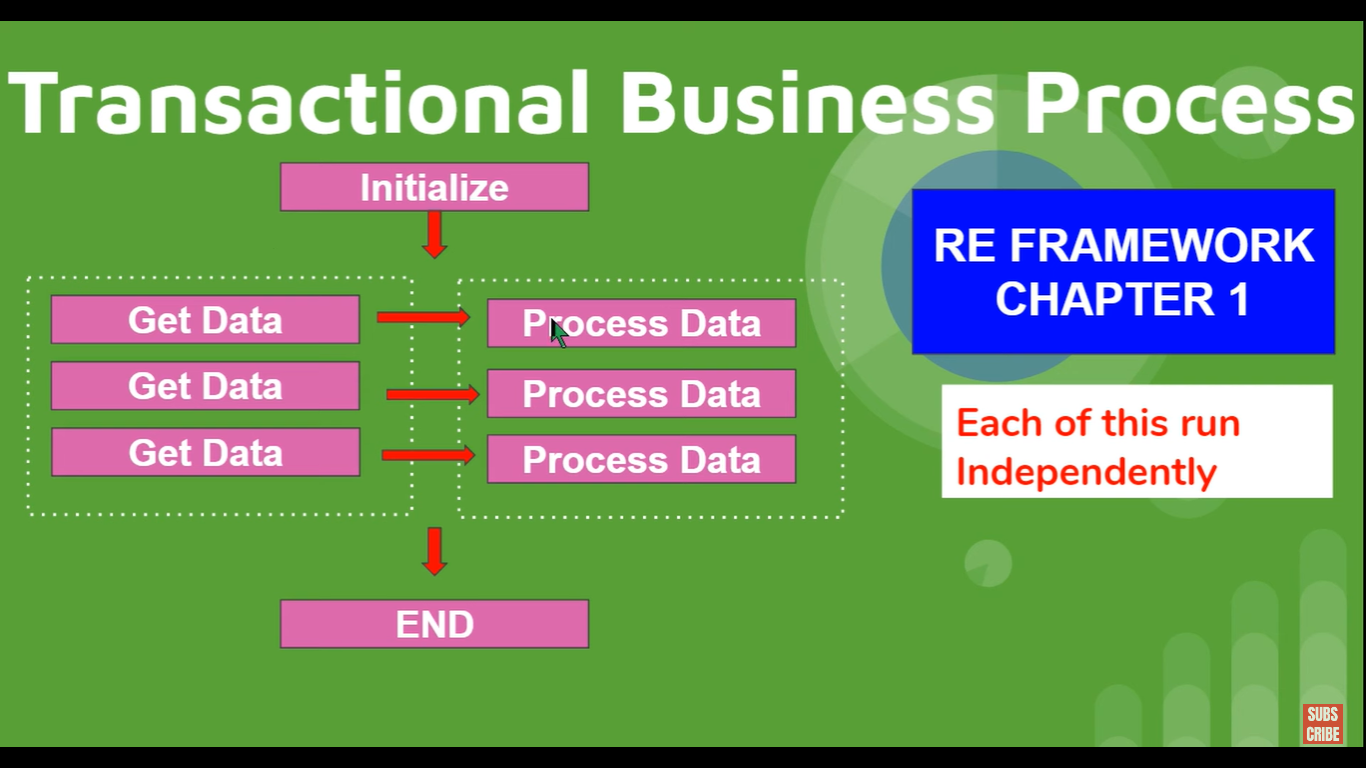 Transactional Business Process
Initialize
RE FRAMEWORK
CHAPTER 1
Get Data
Process Data
Get Data
Process Data
Get Data
Process Data
Each of this run
Independently
END
SUBS
CRIBE